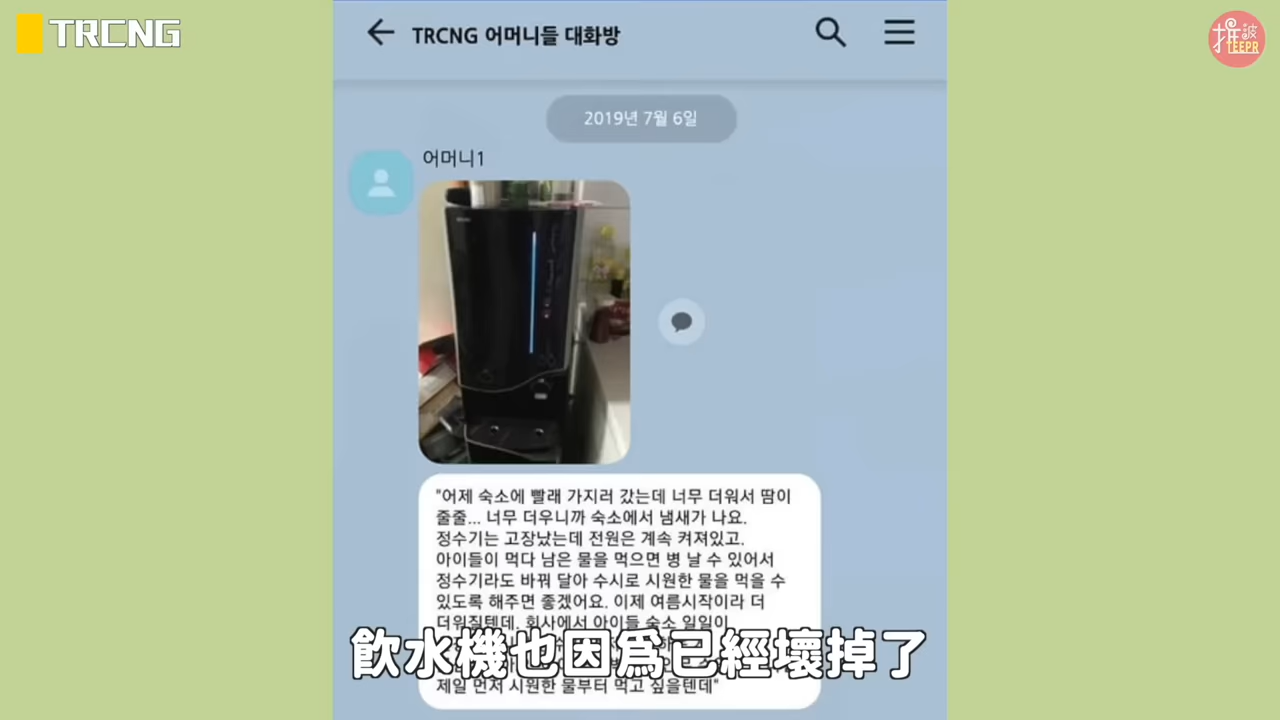 TRCNG
推波
TEEPR
TRCNG 어머니들 대화방
2019년 7월 6일
어머니1
"어제 숙소에 빨래 가지러 갔는데 너무 더워서 땀이
줄줄... 너무 더우니까 숙소에서 냄새가 나요.
정수기는 고장났는데 전원은 계속 켜져있고.
아이들이 먹다 남은 물을 먹으면 병 날 수 있어서
정수기라도 바꿔 달아 수시로 시원한 물을 먹을 수
있도록 해주면 좋겠어요. 이제 여름시작이라 더
더워질텐데. 회사에서 아이들 숙소 일일이
제일 먼저 시원한 물부터 먹고 싶을텐데"
飲水機也因為已經壞掉了